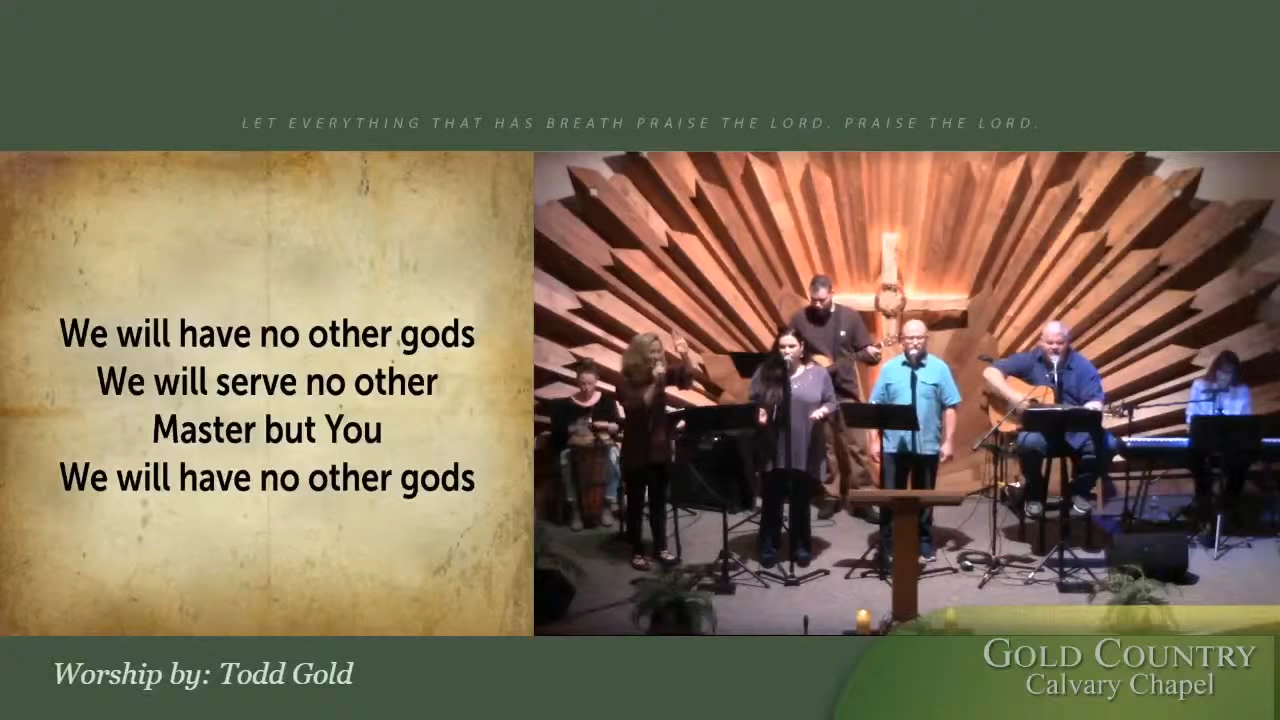 LET EVERYTHING THAT HAS BREATH PRAISE THE LORD. PRAISE THE LORD.
We will have no other gods
We will serve no other
Master but You
We will have no other gods
Worship by: Todd Gold
GOLD COUNTRY
Calvary Chapel